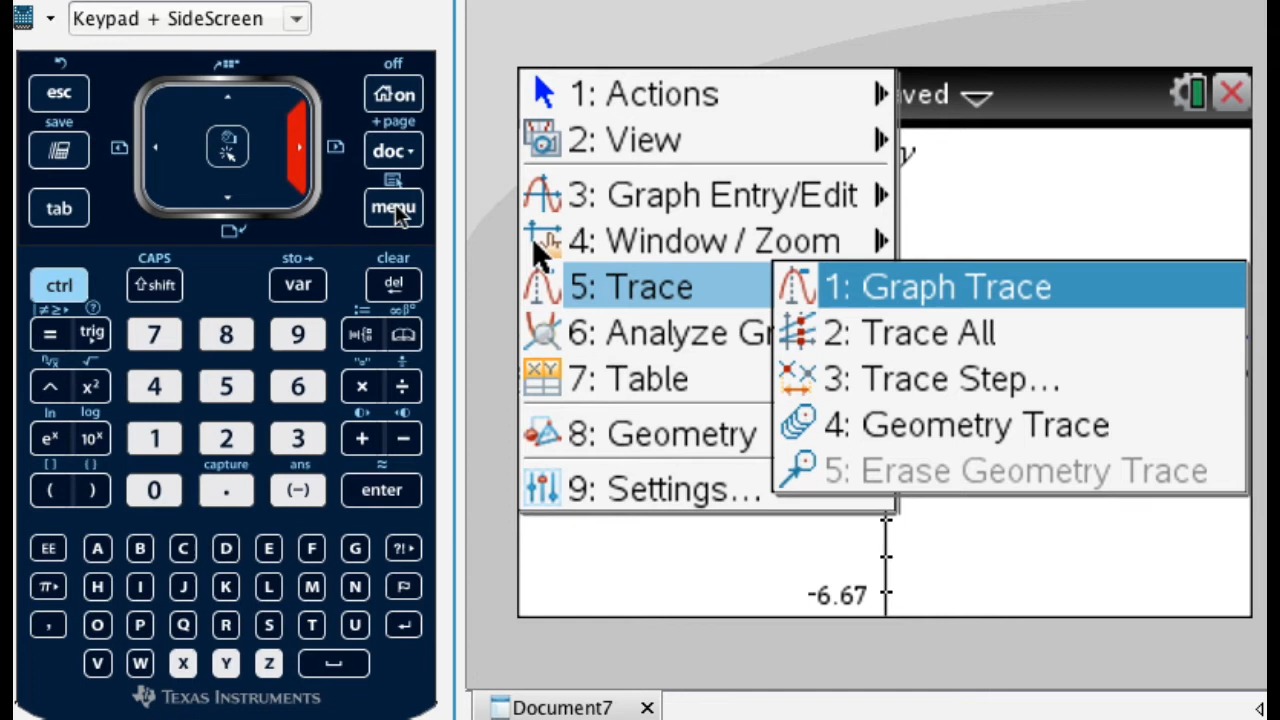 Keypad + SideScreen
off
esc
on
save
+ page
doc
tab
menu
CAPS
sto→
clear
ctrl
⇧shift
var
del
= trig 7 8 9
^ x² 4 5 6 × ÷
ln log
eˣ 10ˣ 1 2 3 + −
[ ] { } capture ans ≈
( ) 0 . (−) enter
EE A B C D E F G ?!▸
π▸ H I J K L M N
, O P Q R S T U ↵
V W X Y Z
TEXAS INSTRUMENTS
ved
y
1: Actions
2: View
3: Graph Entry/Edit
4: Window / Zoom
5: Trace
6: Analyze Gr
7: Table
8: Geometry
9: Settings...
1: Graph Trace
2: Trace All
3: Trace Step...
4: Geometry Trace
5: Erase Geometry Trace
-6.67
Document7